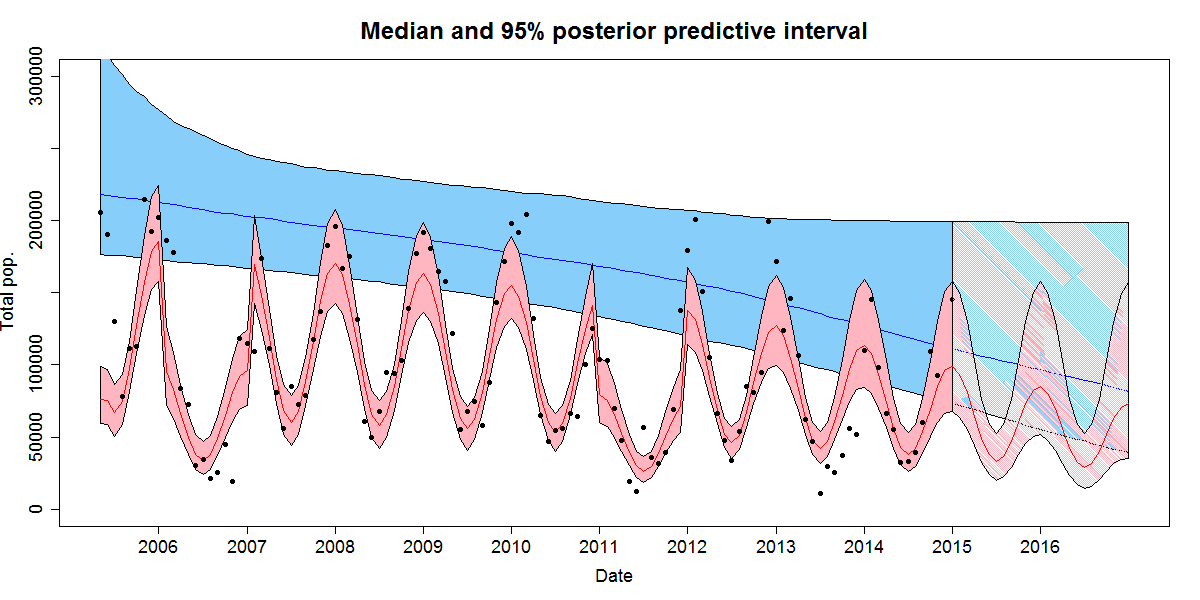 Median and 95% posterior predictive interval
Total pop.
300000
200000
100000
50000
0
2006 2007 2008 2009 2010 2011 2012 2013 2014 2015 2016
Date